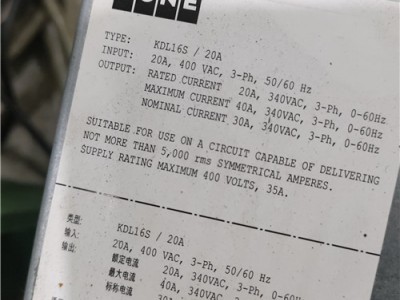 TYPE: KDL16S / 20A
INPUT: 20A, 400 VAC, 3-Ph, 50/60 Hz
OUTPUT: RATED CURRENT 20A, 340VAC, 3-Ph, 0-60Hz
MAXIMUM CURRENT 40A, 340VAC, 3-Ph, 0-60Hz
NOMINAL CURRENT 30A, 340VAC, 3-Ph, 0-60Hz
SUITABLE FOR USE ON A CIRCUIT CAPABLE OF DELIVERING
NOT MORE THAN 5,000 rms SYMMETRICAL AMPERES.
SUPPLY RATING MAXIMUM 400 VOLTS, 35A.
类型: KDL16S / 20A
输入: 20A, 400 VAC, 3-Ph, 50/60 Hz
输出: 额定电流 20A, 340VAC, 3-Ph, 0-60Hz
最大电流 40A, 340VAC, 3-Ph,
标称电流